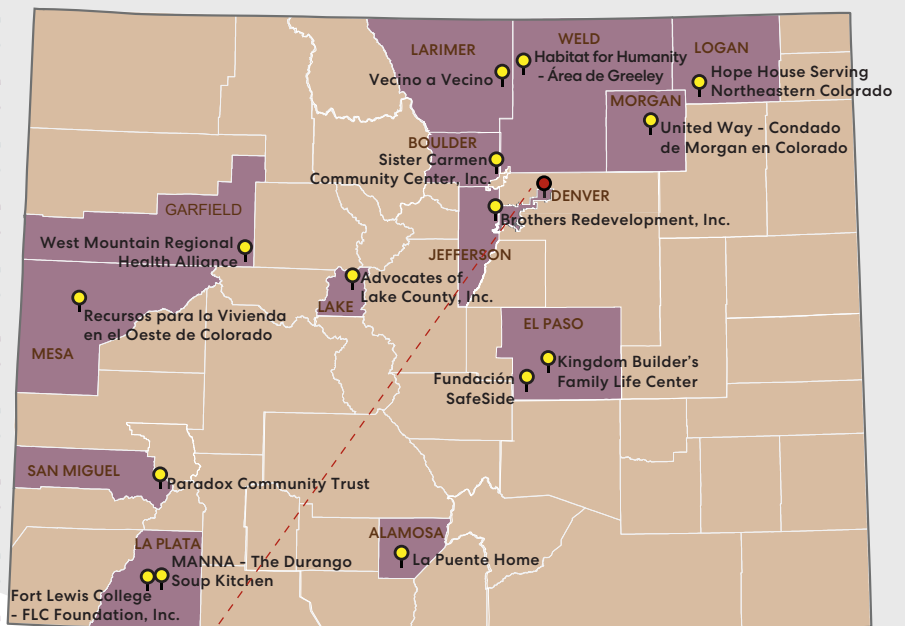 LARIMER
WELD
LOGAN
Vecino a Vecino
Habitat for Humanity
- Área de Greeley
Hope House Serving
Northeastern Colorado
MORGAN
United Way - Condado
de Morgan en Colorado
BOULDER
Sister Carmen
Community Center, Inc.
DENVER
Brothers Redevelopment, Inc.
GARFIELD
West Mountain Regional
Health Alliance
JEFFERSON
Advocates of
Lake County, Inc.
LAKE
Recursos para la Vivienda
en el Oeste de Colorado
MESA
EL PASO
Kingdom Builder's
Family Life Center
Fundación
SafeSide
SAN MIGUEL
Paradox Community Trust
ALAMOSA
La Puente Home
LA PLATA
MANNA - The Durango
Soup Kitchen
Fort Lewis College
- FLC Foundation, Inc.